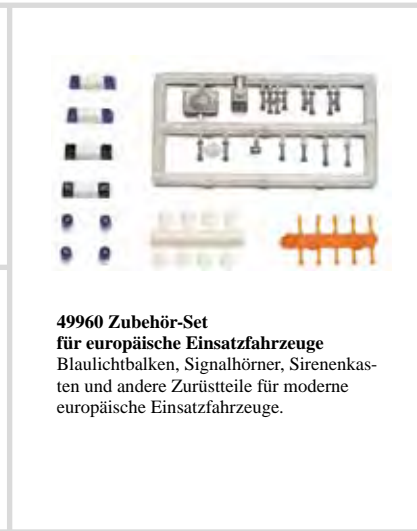 49960 Zubehör-Set
für europäische Einsatzfahrzeuge
Blaulichtbalken, Signalhörner, Sirenenkas-
ten und andere Zurüstteile für moderne
europäische Einsatzfahrzeuge.